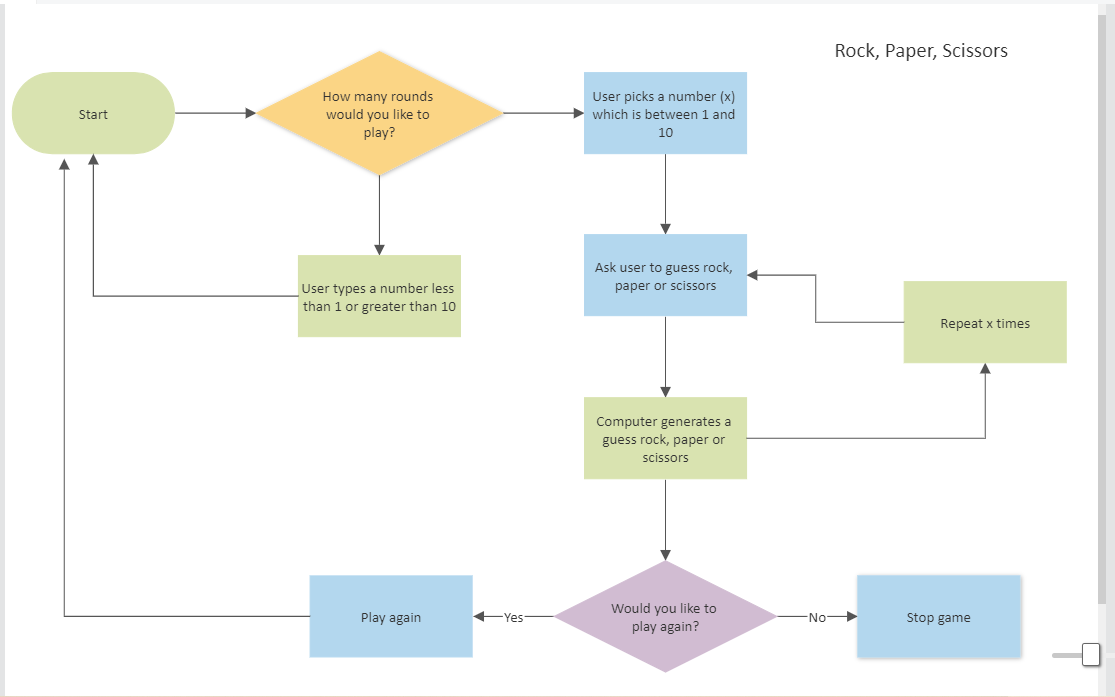 Rock, Paper, Scissors
Start
How many rounds
would you like to
play?
User picks a number (x)
which is between 1 and
10
User types a number less
than 1 or greater than 10
Ask user to guess rock,
paper or scissors
Repeat x times
Computer generates a
guess rock, paper or
scissors
Play again
Yes
Would you like to
play again?
No
Stop game